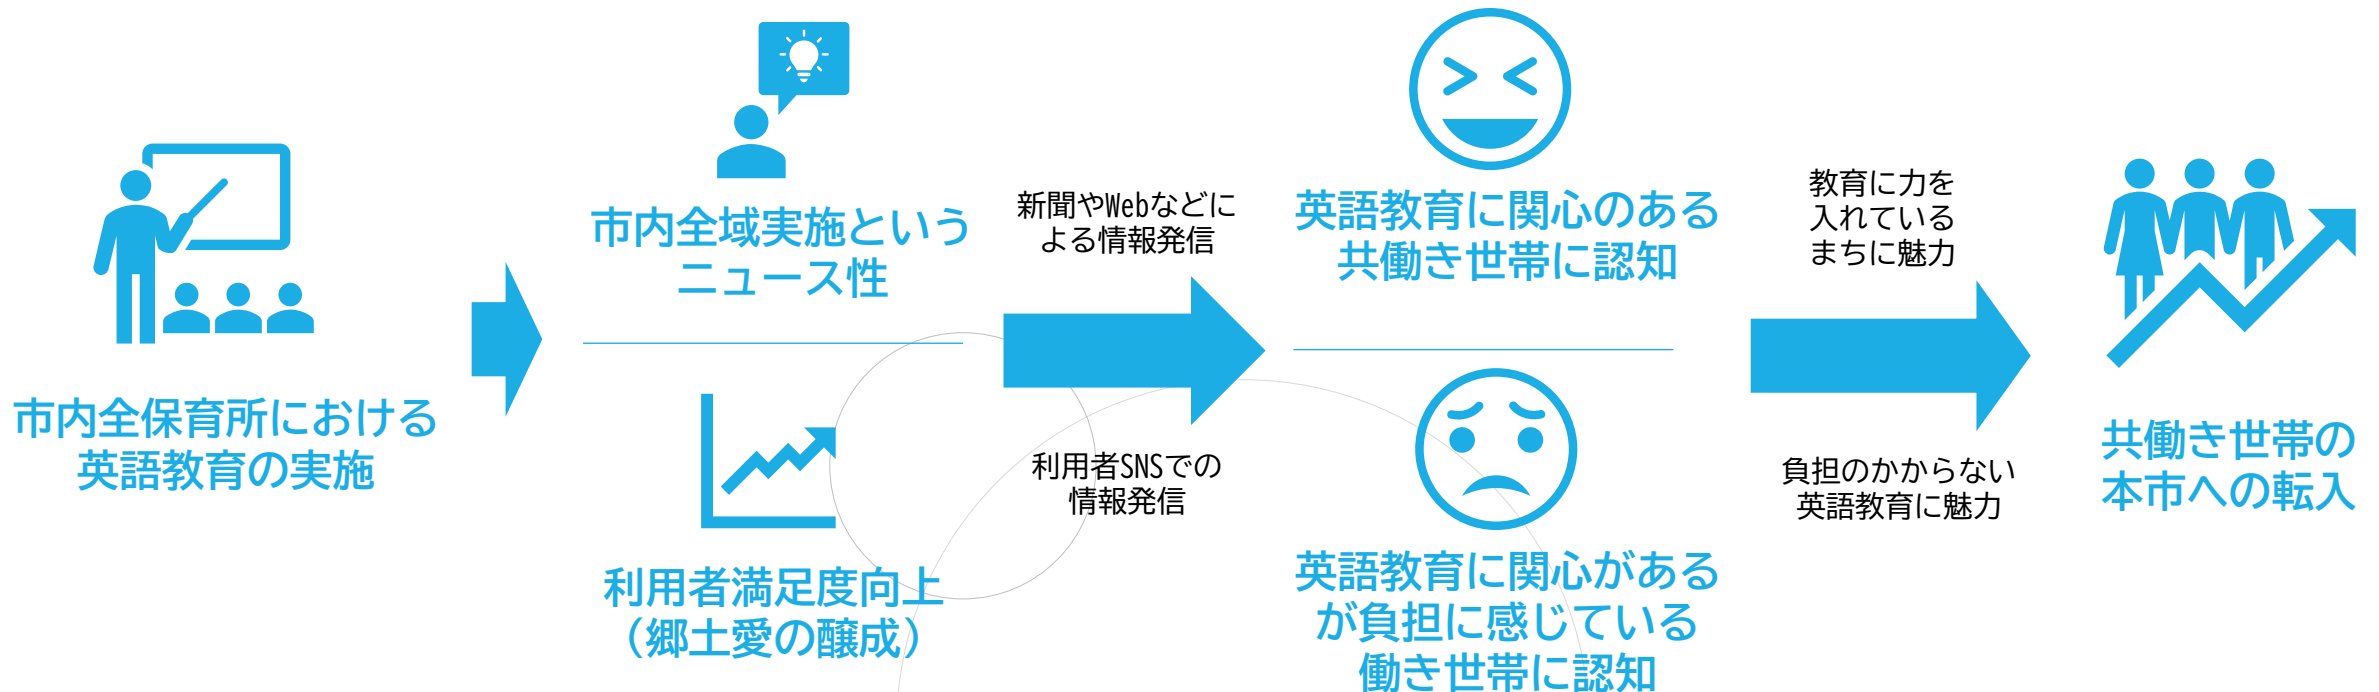 市内全保育所における
英語教育の実施
市内全域実施という
ニュース性
利用者満足度向上
（郷土愛の醸成）
新聞やWebなどに
よる情報発信
利用者SNSでの
情報発信
英語教育に関心のある
共働き世帯に認知
英語教育に関心がある
が負担に感じている
働き世帯に認知
教育に力を
入れている
まちに魅力
負担のかからない
英語教育に魅力
共働き世帯の
本市への転入